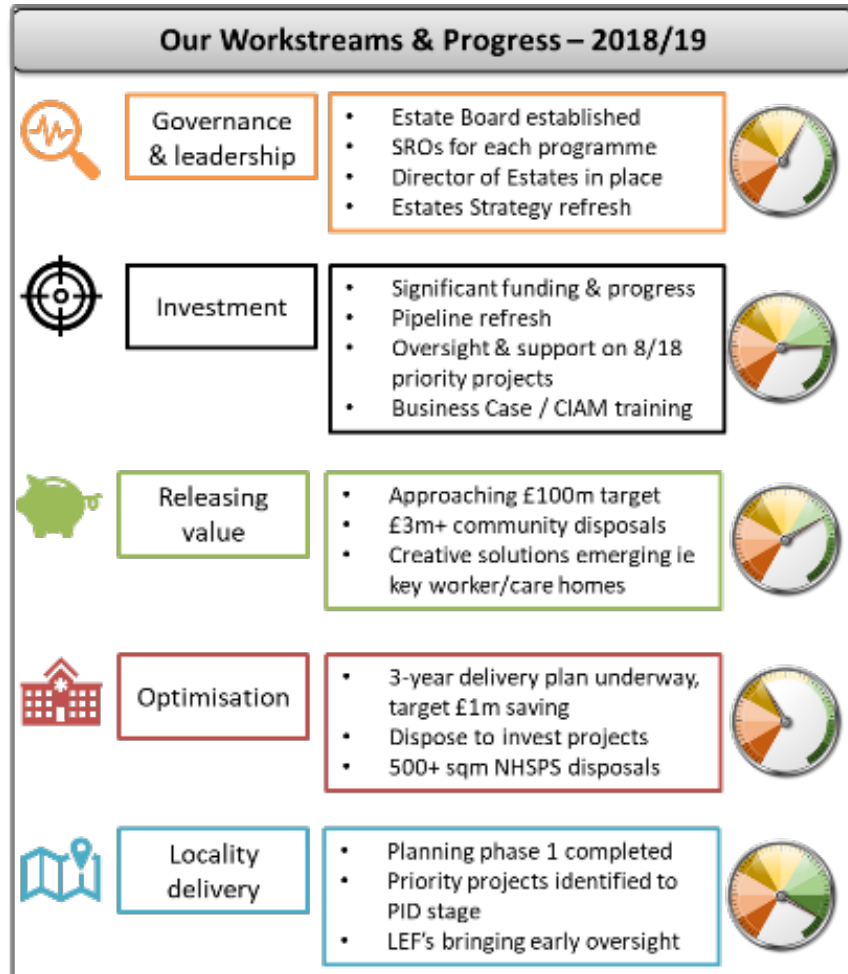 Our Workstreams & Progress – 2018/19
Governance
& leadership
• Estate Board established
• SROs for each programme
• Director of Estates in place
• Estates Strategy refresh
Investment
• Significant funding & progress
• Pipeline refresh
• Oversight & support on 8/18
priority projects
• Business Case / CIAM training
Releasing
value
• Approaching £100m target
• £3m+ community disposals
• Creative solutions emerging ie
key worker/care homes
Optimisation
• 3-year delivery plan underway,
target £1m saving
• Dispose to invest projects
• 500+ sqm NHSPS disposals
Locality
delivery
• Planning phase 1 completed
• Priority projects identified to
PID stage
• LEF's bringing early oversight